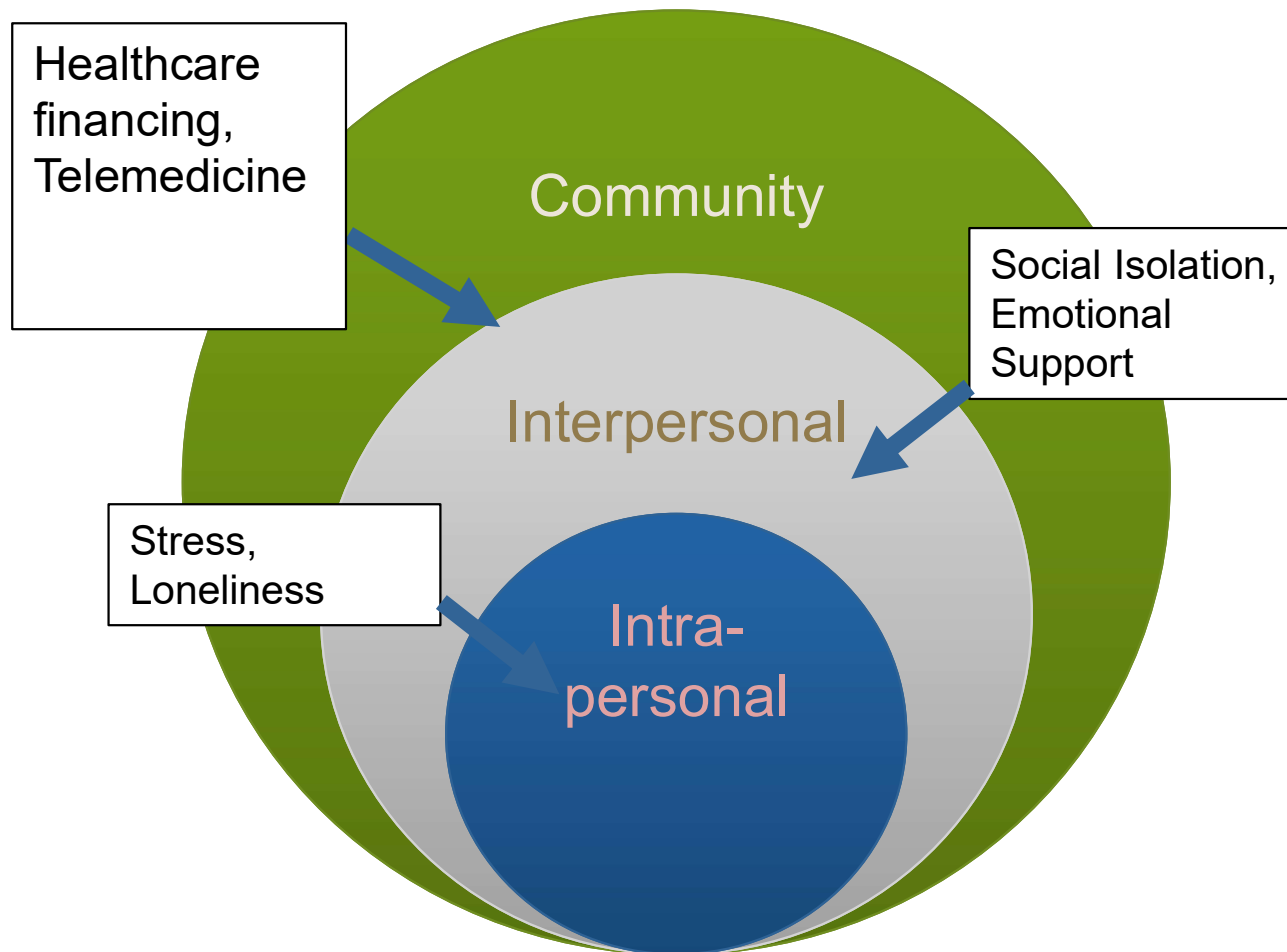 Healthcare
financing,
Telemedicine
Community
Social Isolation,
Emotional
Support
Interpersonal
Stress,
Loneliness
Intra-
personal